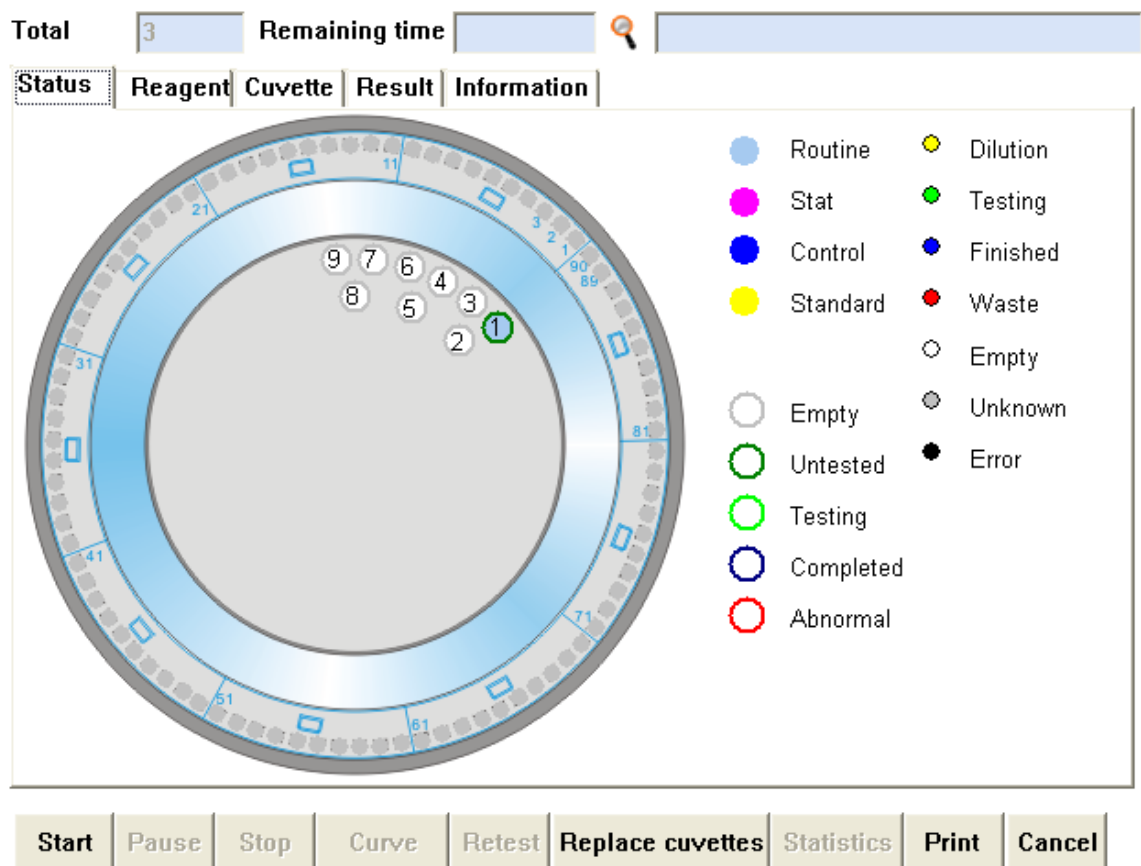 Total 3 Remaining time
Status Reagent Cuvette Result Information
11
21
3
2
1
90
89
31
81
41
71
51
61
9 7 6 4 3 1
8 5 2
Routine Dilution
Stat Testing
Control Finished
Standard Waste
Empty
Empty Unknown
Untested Error
Testing
Completed
Abnormal
Start Pause Stop Curve Retest Replace cuvettes Statistics Print Cancel